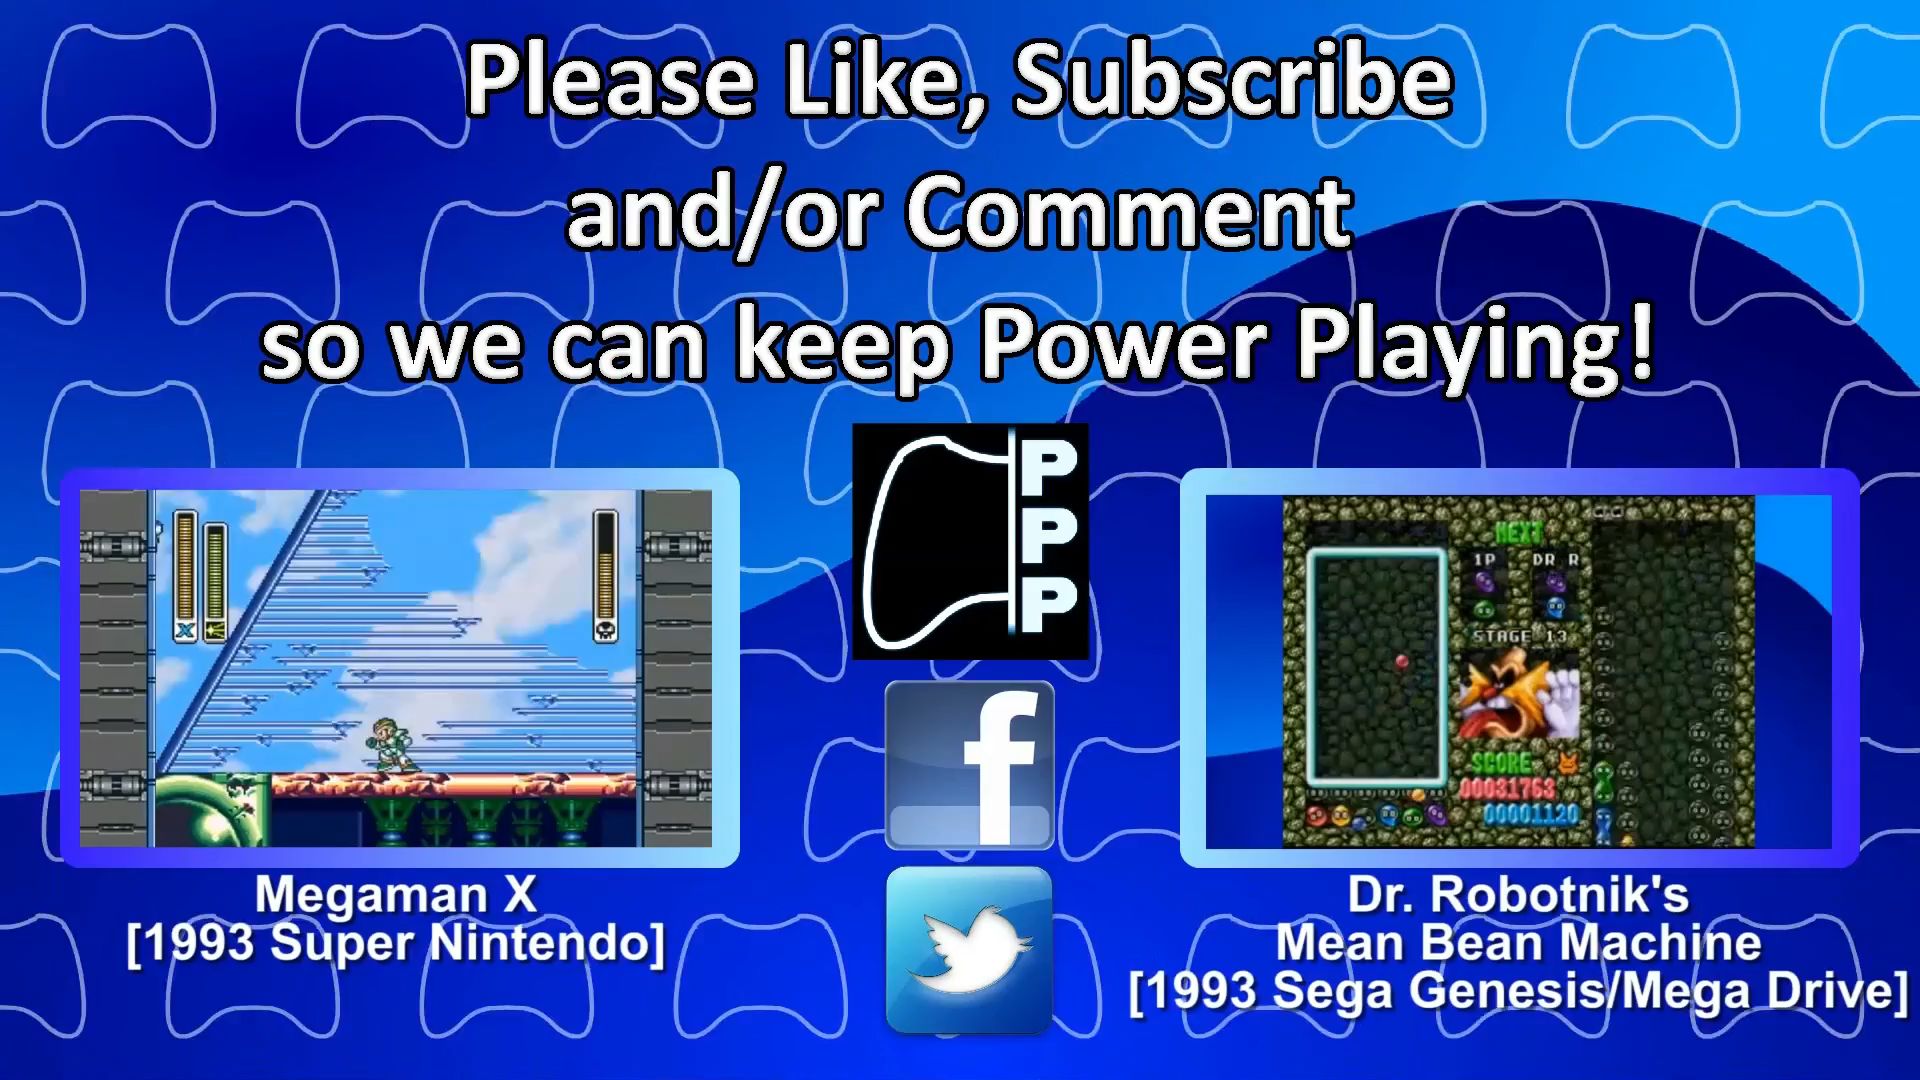 Please Like, Subscribe
and/or Comment
so we can keep Power Playing!
P
P
P
f
X
NEXT
1P DR R
STAGE 13
SCORE
00031763
00001120
Megaman X
[1993 Super Nintendo]
Dr. Robotnik's
Mean Bean Machine
[1993 Sega Genesis/Mega Drive]